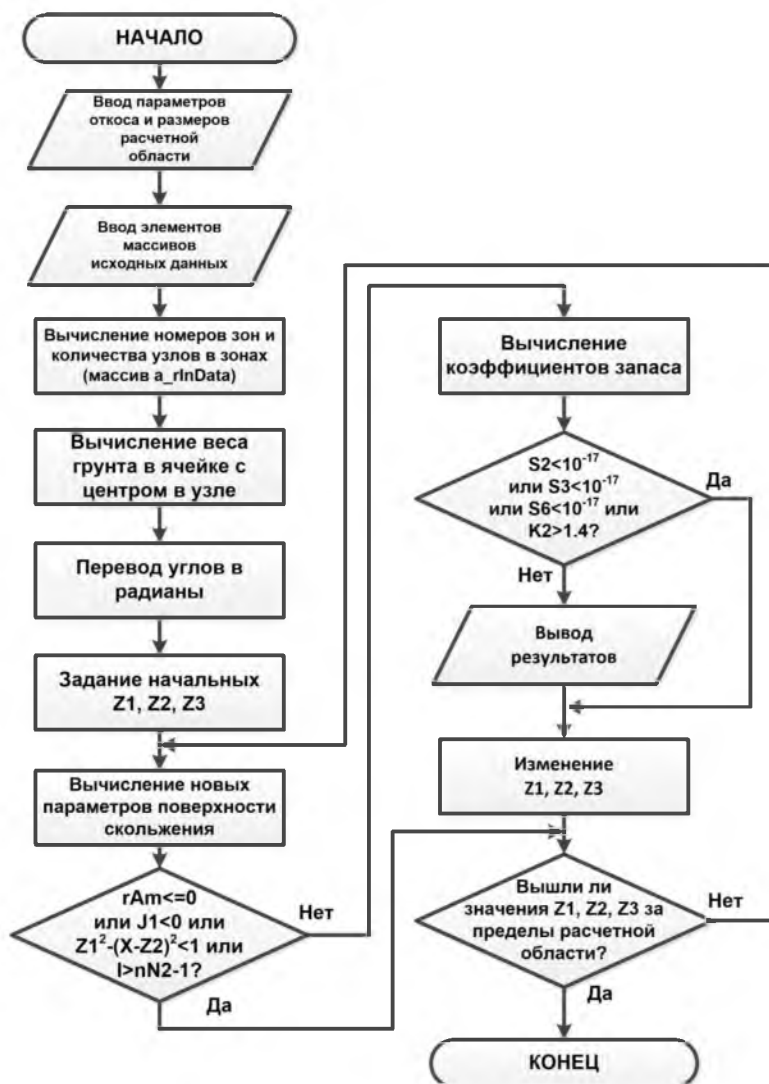 НАЧАЛО
Ввод параметров
откоса и размеров
расчетной
области
Ввод элементов
массивов
исходных данных
Вычисление номеров зон и
количества узлов в зонах
(массив a_rInData)
Вычисление веса
грунта в ячейке с
центром в узле
Перевод углов в
радианы
Задание начальных
Z1, Z2, Z3
Вычисление новых
параметров поверхности
скольжения
rAm<=0
или J1<0 или
Z1²-(X-Z2)²<1 или
I>nN2-1?
Нет
Да
Вычисление
коэффициентов запаса
S2<10⁻¹⁷
или S3<10⁻¹⁷
или S6<10⁻¹⁷ или
K2>1.4?
Да
Нет
Вывод
результатов
Изменение
Z1, Z2, Z3
Вышли ли
значения Z1, Z2, Z3 за
пределы расчетной
области?
Нет
Да
КОНЕЦ